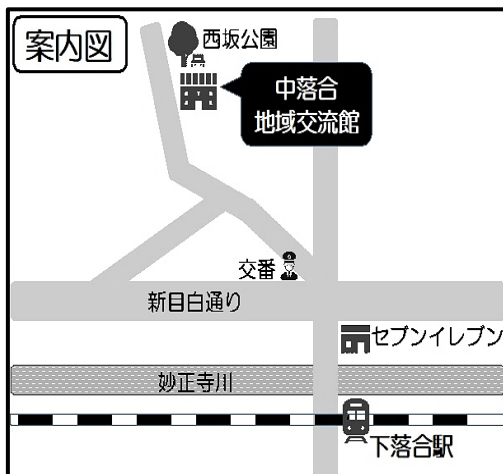 案内図
西坂公園
中落合
地域交流館
交番
新目白通り
セブンイレブン
妙正寺川
下落合駅